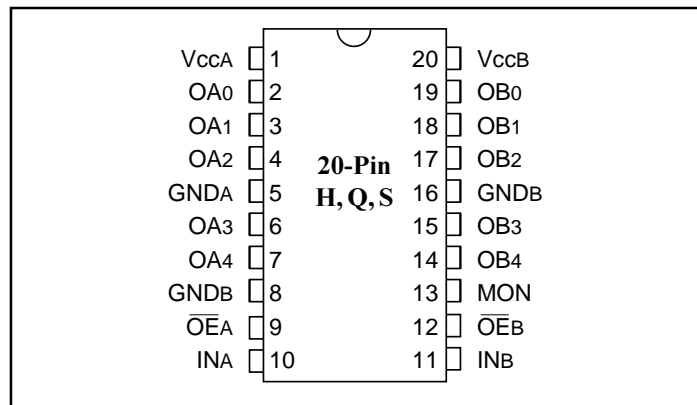 VccA 1 20 VccB
OA0 2 19 OB0
OA1 3 18 OB1
OA2 4 17 OB2
20-Pin
GNDA 5 16 GNDB
H, Q, S
OA3 6 15 OB3
OA4 7 14 OB4
GNDB 8 13 MON
O̅E̅A 9 12 O̅E̅B
INA 10 11 INB